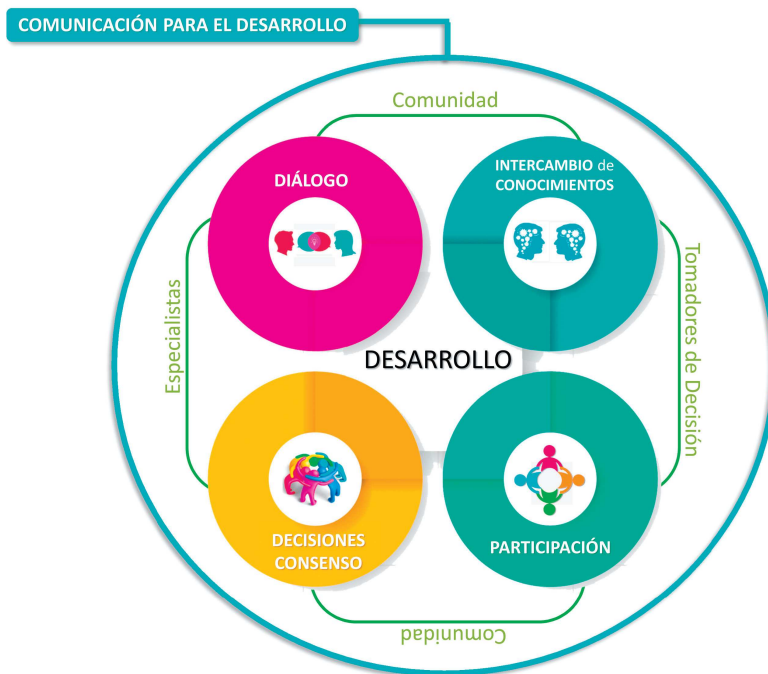 COMUNICACIÓN PARA EL DESARROLLO
Comunidad
DIÁLOGO
INTERCAMBIO de
CONOCIMIENTOS
Especialistas
Tomadores de Decisión
DESARROLLO
DECISIONES
CONSENSO
PARTICIPACIÓN
Comunidad